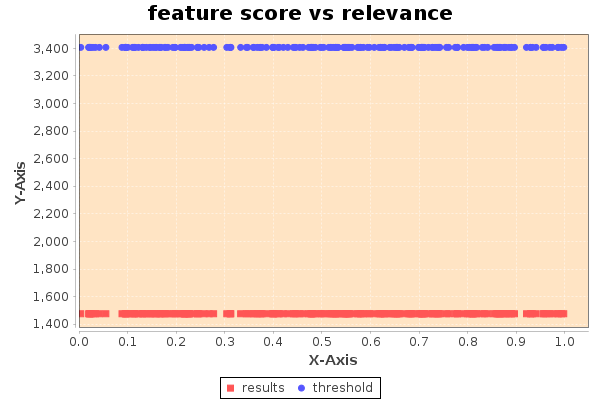 feature score vs relevance
3,400
3,200
3,000
2,800
2,600
2,400
2,200
2,000
1,800
1,600
1,400
Y-Axis
0.0 0.1 0.2 0.3 0.4 0.5 0.6 0.7 0.8 0.9 1.0
X-Axis
results threshold